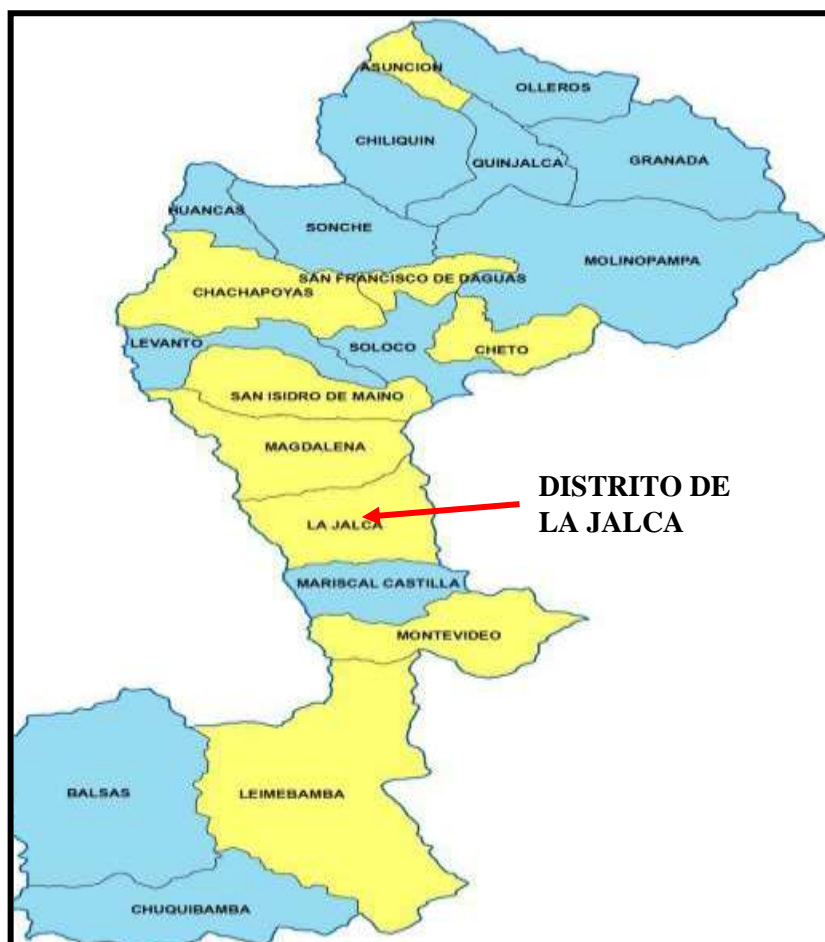 ASUNCION
OLLEROS
CHILIQUIN
QUINJALCA
GRANADA
HUANCAS
SONCHE
MOLINOPAMPA
SAN FRANCISCO DE DAGUAS
CHACHAPOYAS
LEVANTO
SOLOCO
CHETO
SAN ISIDRO DE MAINO
MAGDALENA
DISTRITO DE
LA JALCA
LA JALCA
MARISCAL CASTILLA
MONTEVIDEO
BALSAS
LEIMEBAMBA
CHUQUIBAMBA